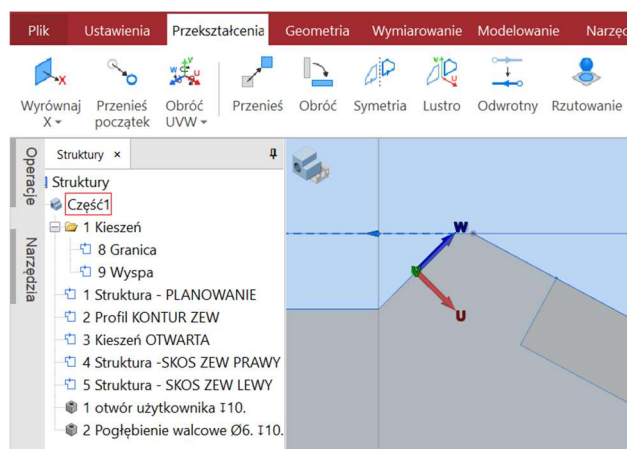 Plik Ustawienia Przekształcenia Geometria Wymiarowanie Modelowanie Narzęd
Wyrównaj X Przenieś początek Obróć UVW Przenieś Obróć Symetria Lustro Odwrotny Rzutowanie
Operacje
Narzędzia
Struktury ×
Struktury
Część1
1 Kieszeń
8 Granica
9 Wyspa
1 Struktura - PLANOWANIE
2 Profil KONTUR ZEW
3 Kieszeń OTWARTA
4 Struktura -SKOS ZEW PRAWY
5 Struktura - SKOS ZEW LEWY
1 otwór użytkownika ↧10.
2 Pogłębienie walcowe Ø6. ↧10.
W
V
U